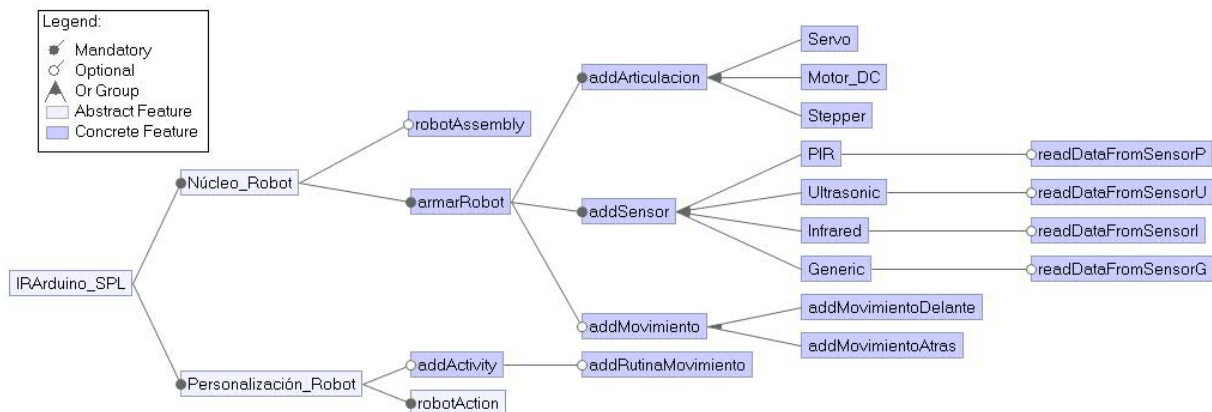 Legend:
Mandatory
Optional
Or Group
Abstract Feature
Concrete Feature
IRArduino_SPL
Núcleo_Robot
robotAssembly
armarRobot
addArticulacion
Servo
Motor_DC
Stepper
addSensor
PIR
readDataFromSensorP
Ultrasonic
readDataFromSensorU
Infrared
readDataFromSensorI
Generic
readDataFromSensorG
addMovimiento
addMovimientoDelante
addMovimientoAtras
Personalización_Robot
addActivity
addRutinaMovimiento
robotAction